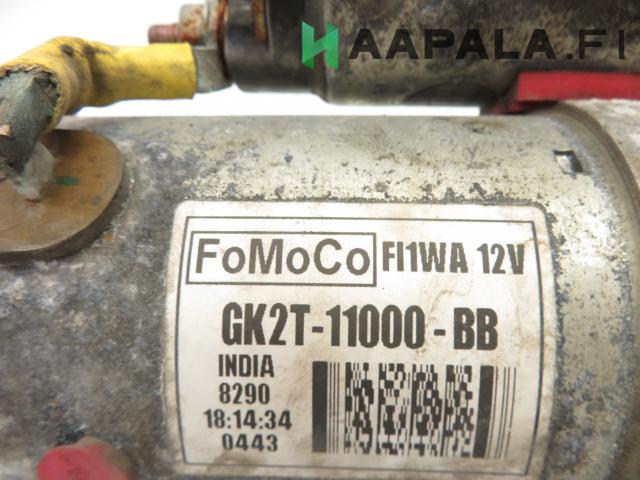 HAAPALA.FI
FoMoCo FI1WA 12V
GK2T-11000-BB
INDIA
8290
18:14:34
0443